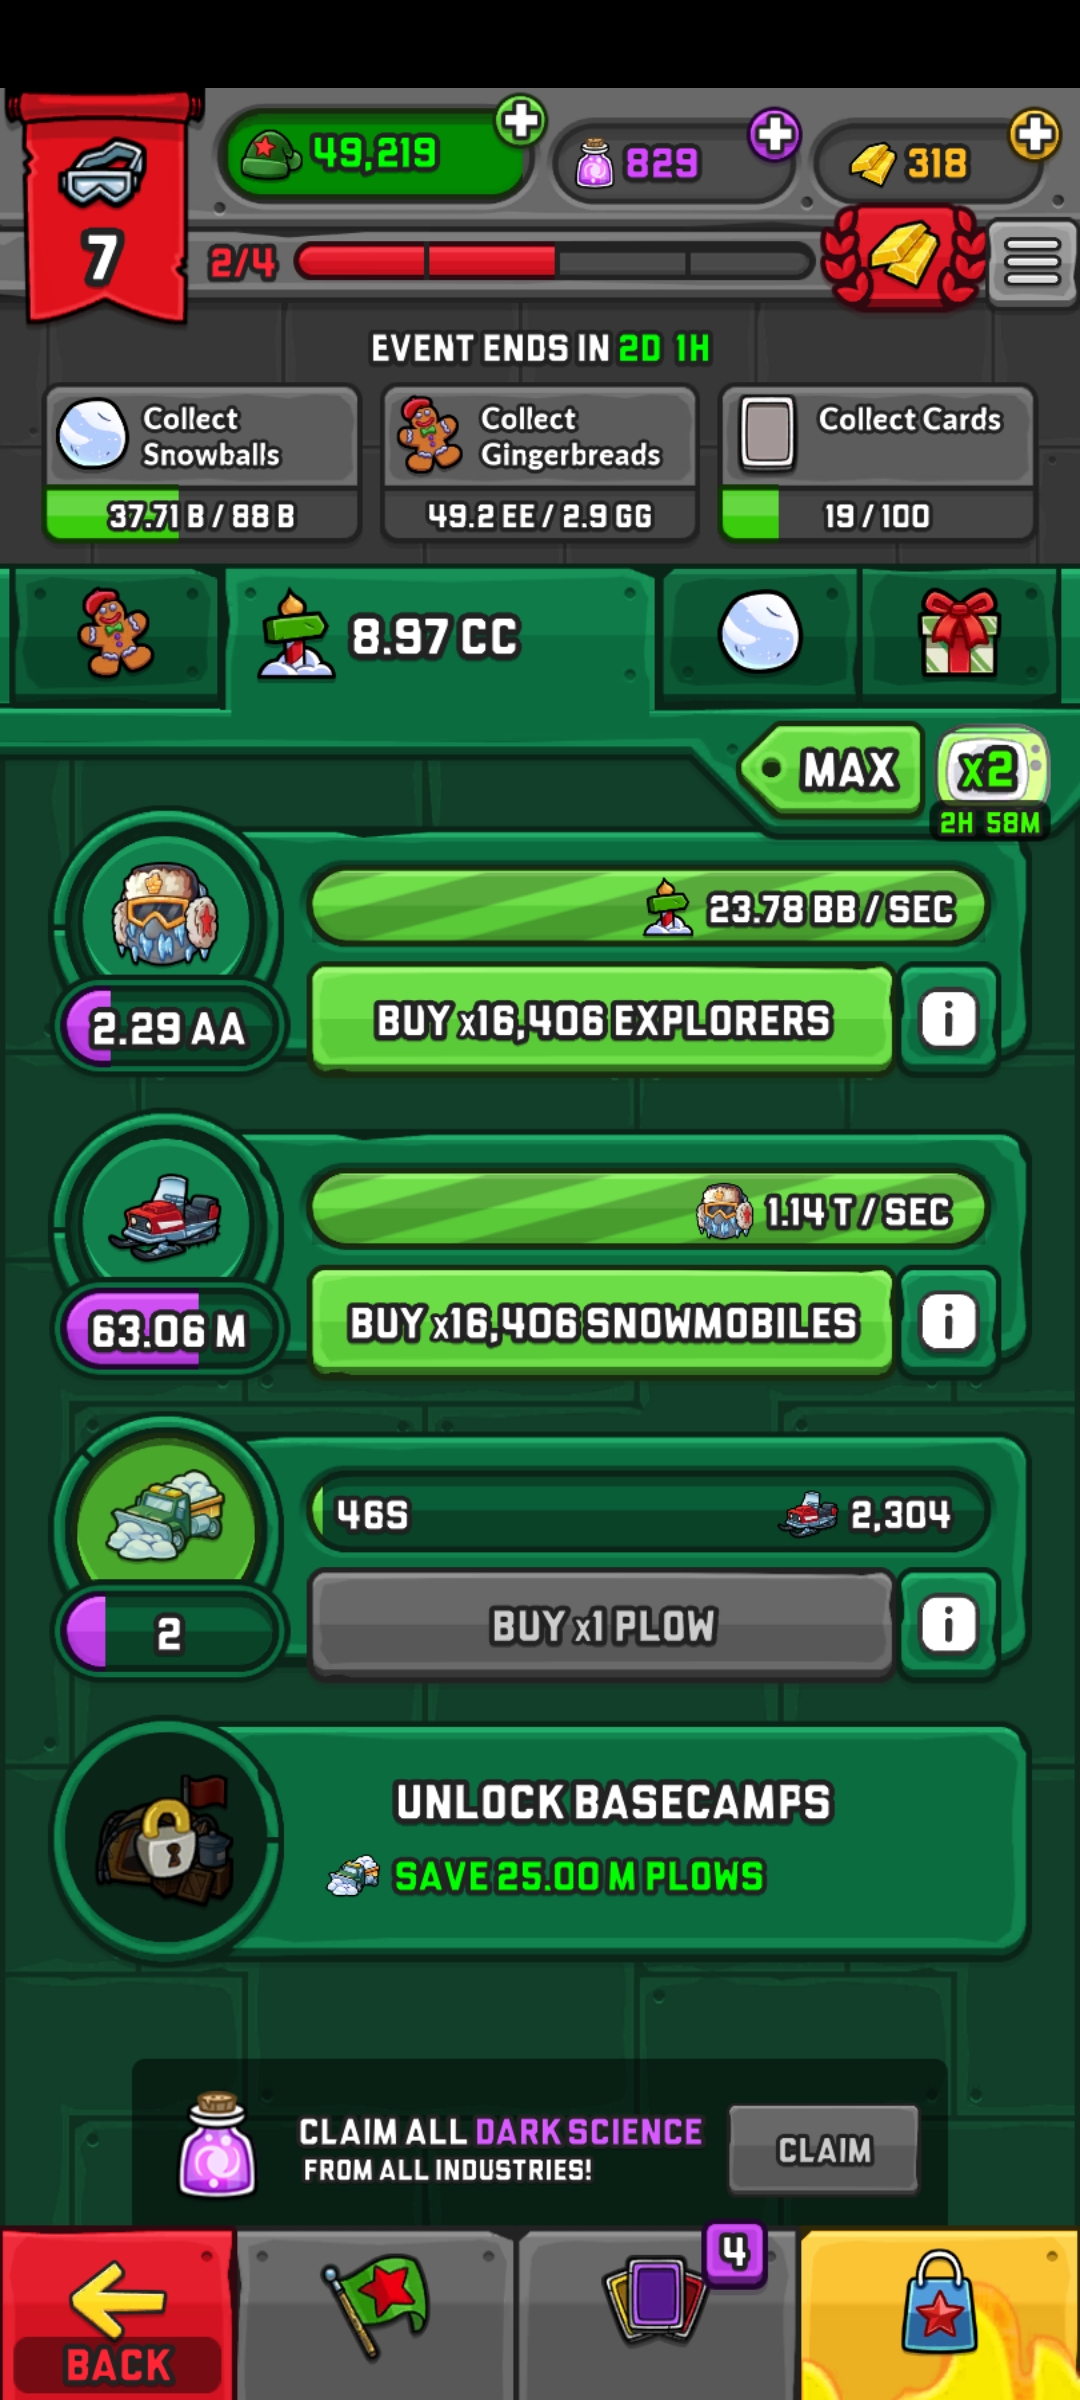 49,219
829
318
7
2/4
EVENT ENDS IN 2D 1H
Collect
Snowballs
37.71 B / 88 B
Collect
Gingerbreads
49.2 EE / 2.9 GG
Collect Cards
19 / 100
8.97 CC
MAX
x2
2H 58M
23.78 BB / SEC
2.29 AA
BUY x16,406 EXPLORERS
1.14 T / SEC
63.06 M
BUY x16,406 SNOWMOBILES
46S
2,304
2
BUY x1 PLOW
UNLOCK BASECAMPS
SAVE 25.00 M PLOWS
CLAIM ALL DARK SCIENCE
FROM ALL INDUSTRIES!
CLAIM
4
BACK